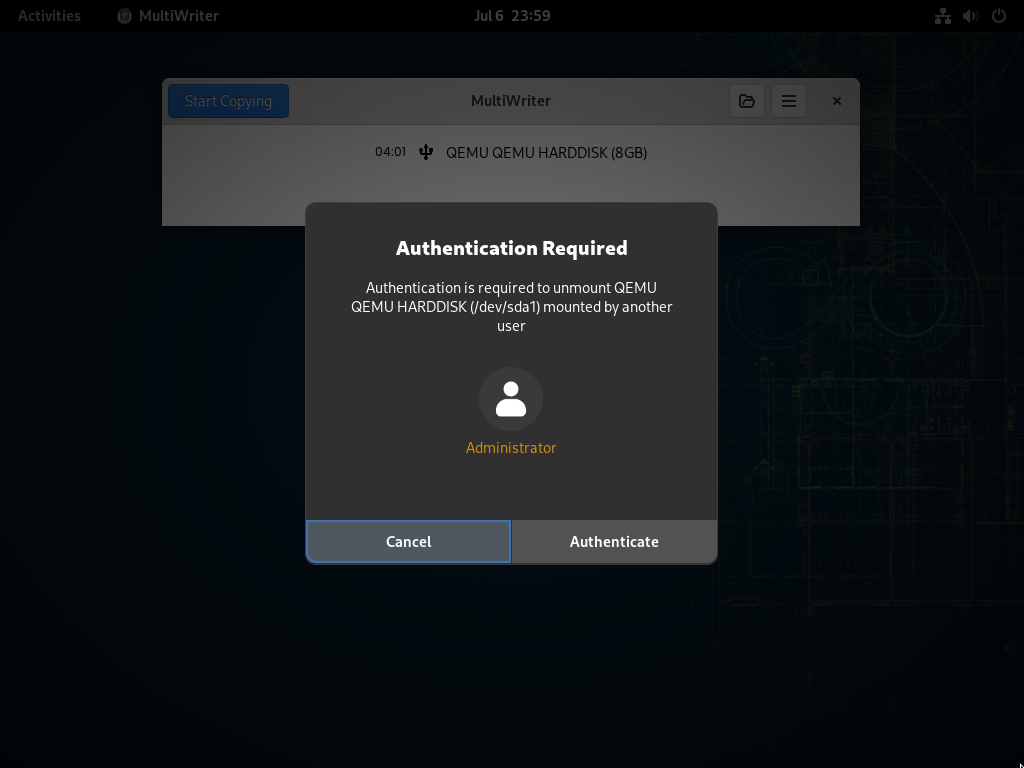 Activities MultiWriter Jul 6 23:59
Start Copying MultiWriter
04:01 QEMU QEMU HARDDISK (8GB)
Authentication Required
Authentication is required to unmount QEMU
QEMU HARDDISK (/dev/sda1) mounted by another
user
Administrator
Cancel Authenticate